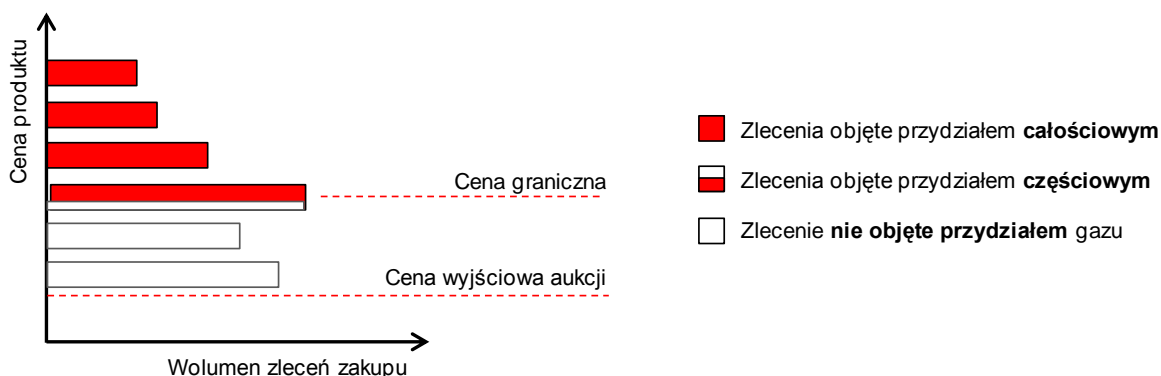 Cena produktu
Cena graniczna
Cena wyjściowa aukcji
Wolumen zleceń zakupu
Zlecenia objęte przydziałem całościowym
Zlecenia objęte przydziałem częściowym
Zlecenie nie objęte przydziałem gazu